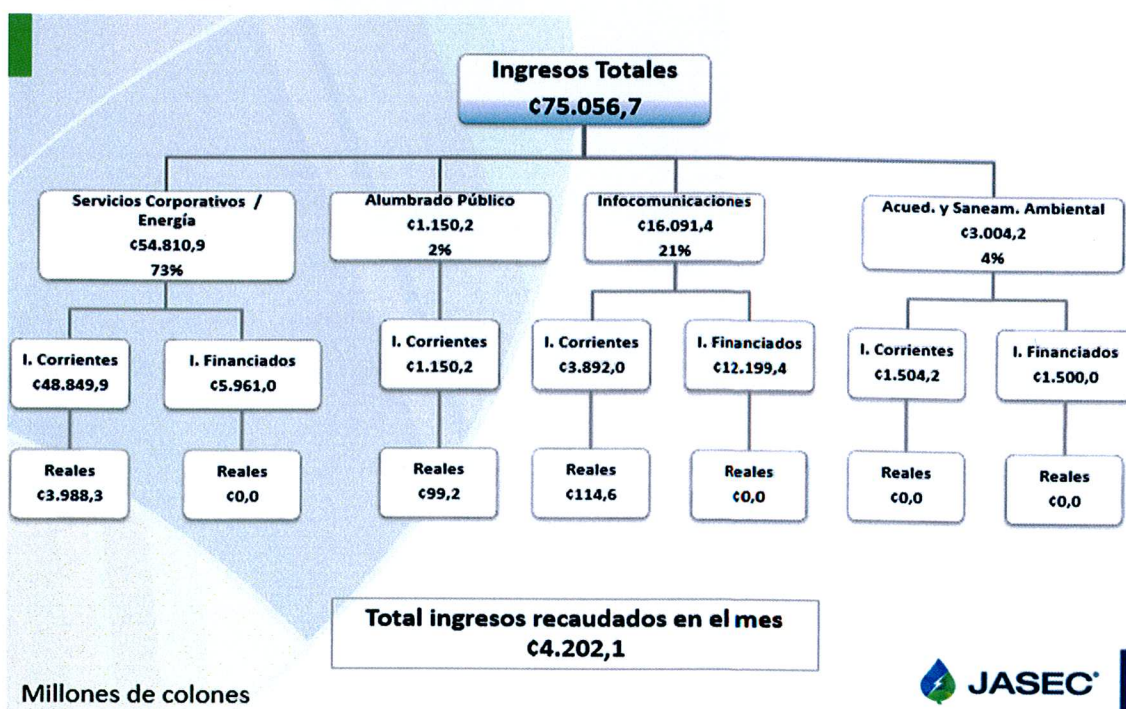 Ingresos Totales
¢75.056,7
Servicios Corporativos /
Energía
¢54.810,9
73%
Alumbrado Público
¢1.150,2
2%
Infocomunicaciones
¢16.091,4
21%
Acued. y Saneam. Ambiental
¢3.004,2
4%
I. Corrientes
¢48.849,9
I. Financiados
¢5.961,0
I. Corrientes
¢1.150,2
I. Corrientes
¢3.892,0
I. Financiados
¢12.199,4
I. Corrientes
¢1.504,2
I. Financiados
¢1.500,0
Reales
¢3.988,3
Reales
¢0,0
Reales
¢99,2
Reales
¢114,6
Reales
¢0,0
Reales
¢0,0
Reales
¢0,0
Total ingresos recaudados en el mes
¢4.202,1
Millones de colones
JASEC